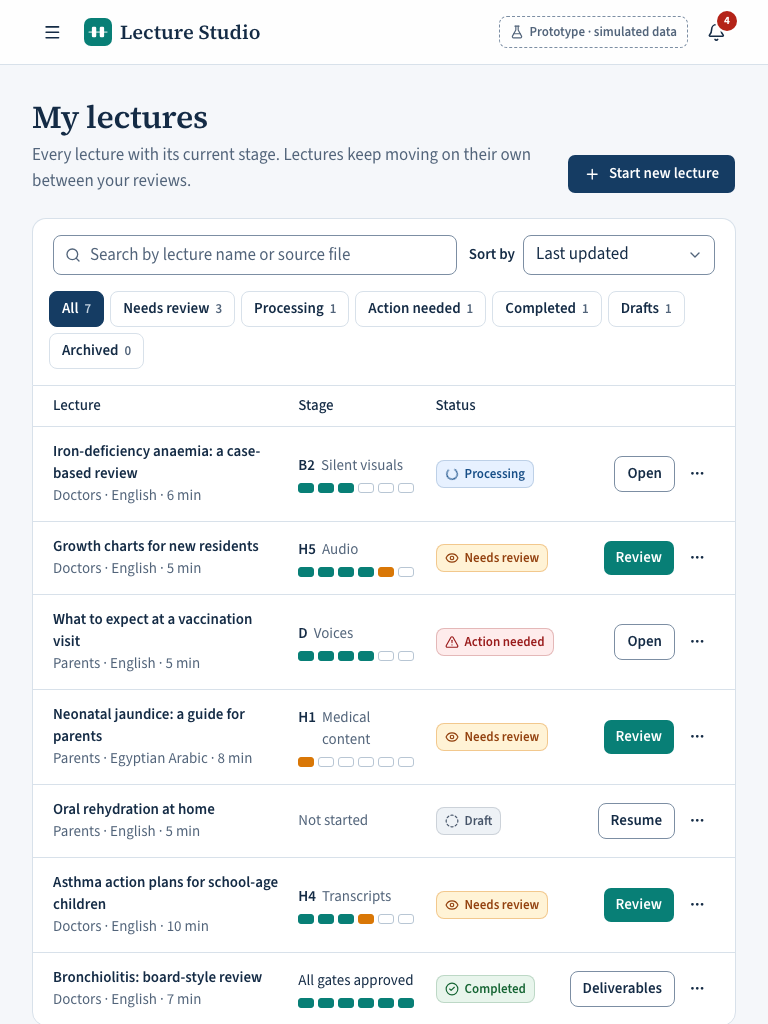 Lecture Studio
Prototype · simulated data
4
My lectures
Every lecture with its current stage. Lectures keep moving on their own
between your reviews.
Start new lecture
Search by lecture name or source file
Sort by
Last updated
All 7
Needs review 3
Processing 1
Action needed 1
Completed 1
Drafts 1
Archived 0
Lecture Stage Status
Iron-deficiency anaemia: a case-
based review
Doctors · English · 6 min
B2 Silent visuals
Processing
Open
Growth charts for new residents
Doctors · English · 5 min
H5 Audio
Needs review
Review
What to expect at a vaccination
visit
Parents · English · 5 min
D Voices
Action needed
Open
Neonatal jaundice: a guide for
parents
Parents · Egyptian Arabic · 8 min
H1 Medical
content
Needs review
Review
Oral rehydration at home
Parents · English · 5 min
Not started
Draft
Resume
Asthma action plans for school-age
children
Doctors · English · 10 min
H4 Transcripts
Needs review
Review
Bronchiolitis: board-style review
Doctors · English · 7 min
All gates approved
Completed
Deliverables